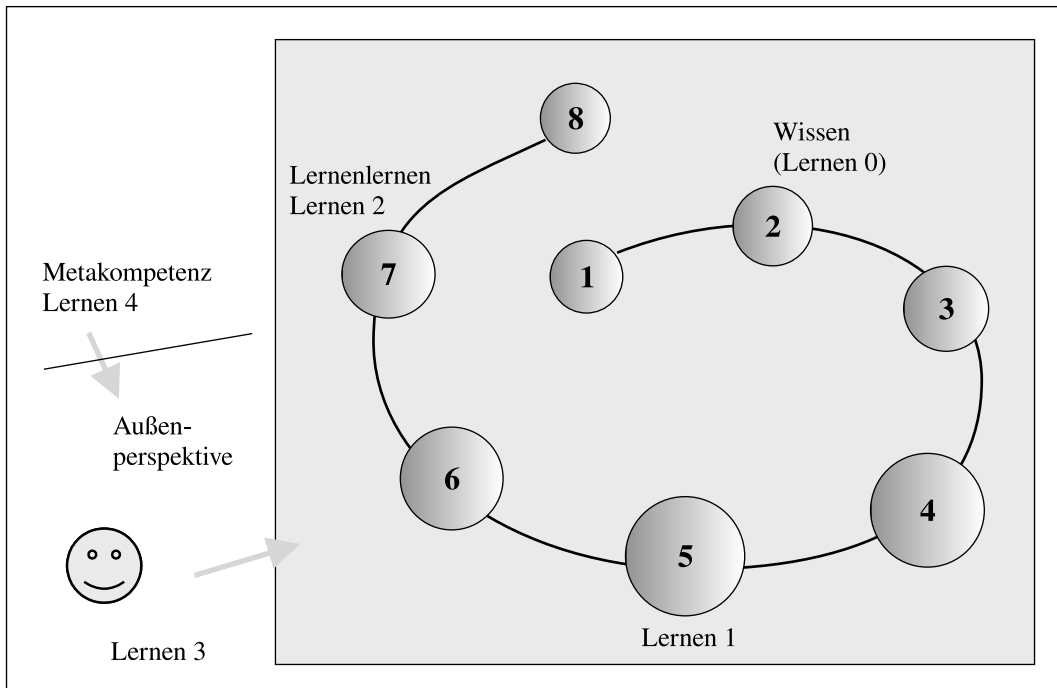 8
Wissen
(Lernen 0)
Lernenlernen
Lernen 2
2
7
1
3
Metakompetenz
Lernen 4
Außen-
perspektive
6
4
5
Lernen 1
Lernen 3